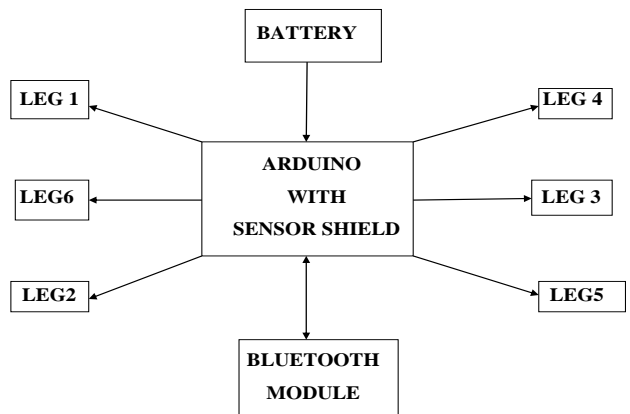 BATTERY
LEG 1
LEG 4
ARDUINO
WITH
SENSOR SHIELD
LEG6
LEG 3
LEG2
LEG5
BLUETOOTH
MODULE